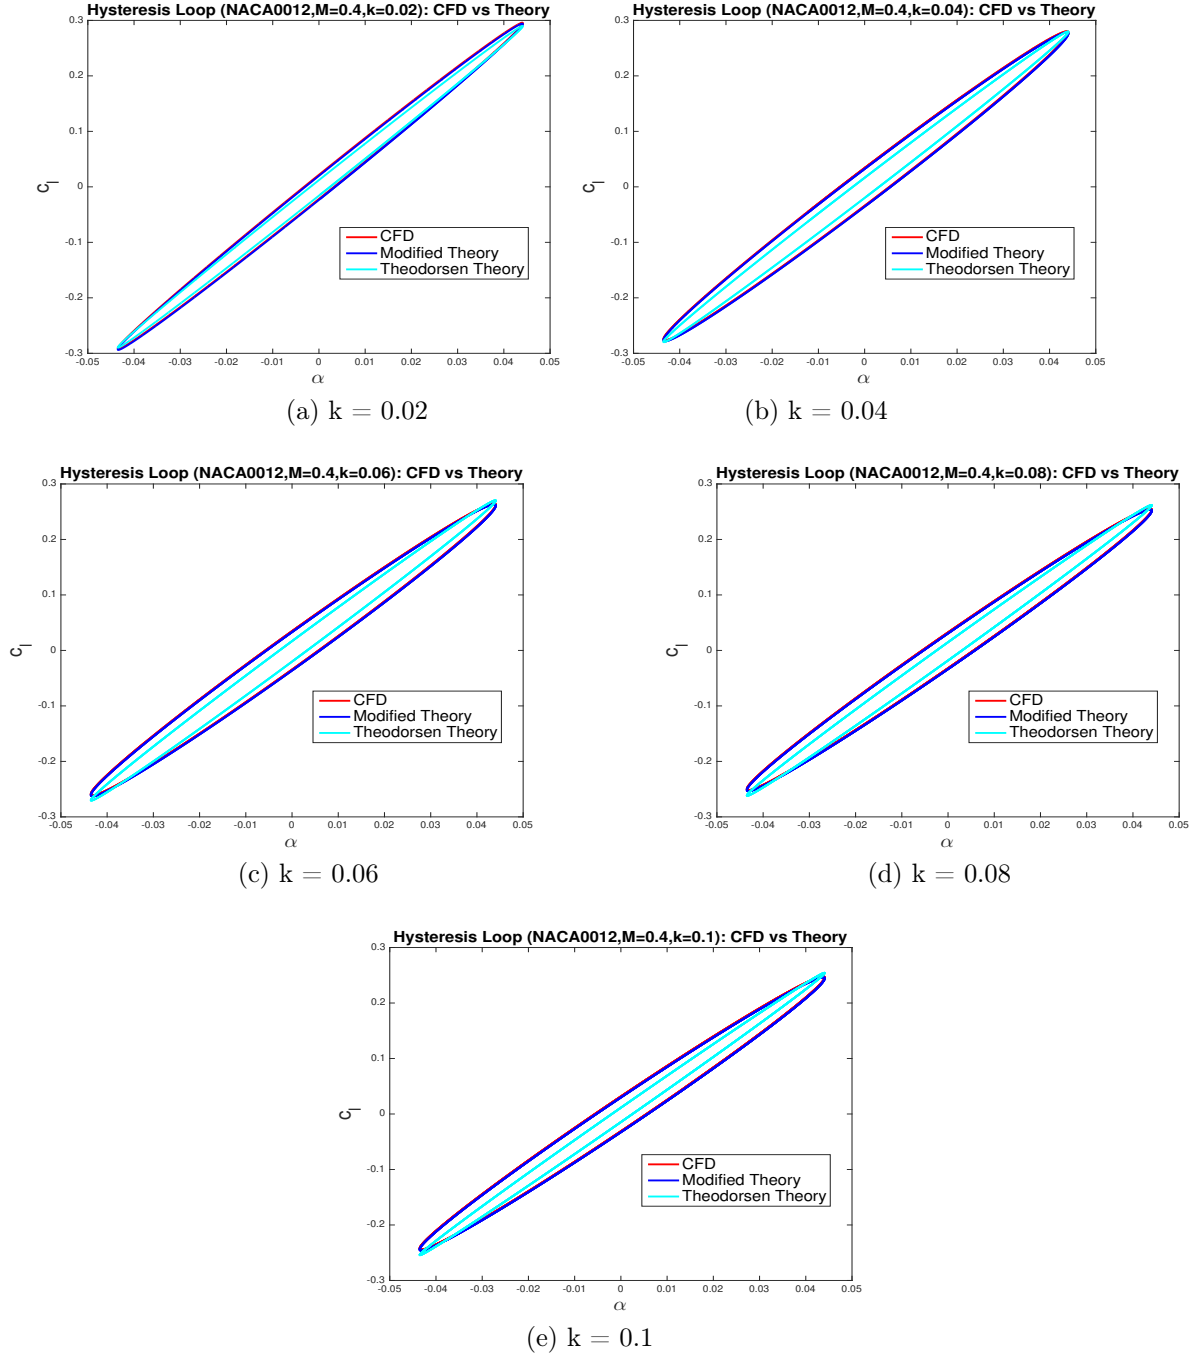 Hysteresis Loop (NACA0012,M=0.4,k=0.02): CFD vs Theory
0.3
0.2
0.1
0
-0.1
-0.2
-0.3
C_l
-0.05 -0.04 -0.03 -0.02 -0.01 0 0.01 0.02 0.03 0.04 0.05
α
CFD
Modified Theory
Theodorsen Theory
(a) k = 0.02
Hysteresis Loop (NACA0012,M=0.4,k=0.04): CFD vs Theory
0.3
0.2
0.1
0
-0.1
-0.2
-0.3
C_l
-0.05 -0.04 -0.03 -0.02 -0.01 0 0.01 0.02 0.03 0.04 0.05
α
CFD
Modified Theory
Theodorsen Theory
(b) k = 0.04
Hysteresis Loop (NACA0012,M=0.4,k=0.06): CFD vs Theory
0.3
0.2
0.1
0
-0.1
-0.2
-0.3
C_l
-0.05 -0.04 -0.03 -0.02 -0.01 0 0.01 0.02 0.03 0.04 0.05
α
CFD
Modified Theory
Theodorsen Theory
(c) k = 0.06
Hysteresis Loop (NACA0012,M=0.4,k=0.08): CFD vs Theory
0.3
0.2
0.1
0
-0.1
-0.2
-0.3
C_l
-0.05 -0.04 -0.03 -0.02 -0.01 0 0.01 0.02 0.03 0.04 0.05
α
CFD
Modified Theory
Theodorsen Theory
(d) k = 0.08
Hysteresis Loop (NACA0012,M=0.4,k=0.1): CFD vs Theory
0.3
0.2
0.1
0
-0.1
-0.2
-0.3
C_l
-0.05 -0.04 -0.03 -0.02 -0.01 0 0.01 0.02 0.03 0.04 0.05
α
CFD
Modified Theory
Theodorsen Theory
(e) k = 0.1